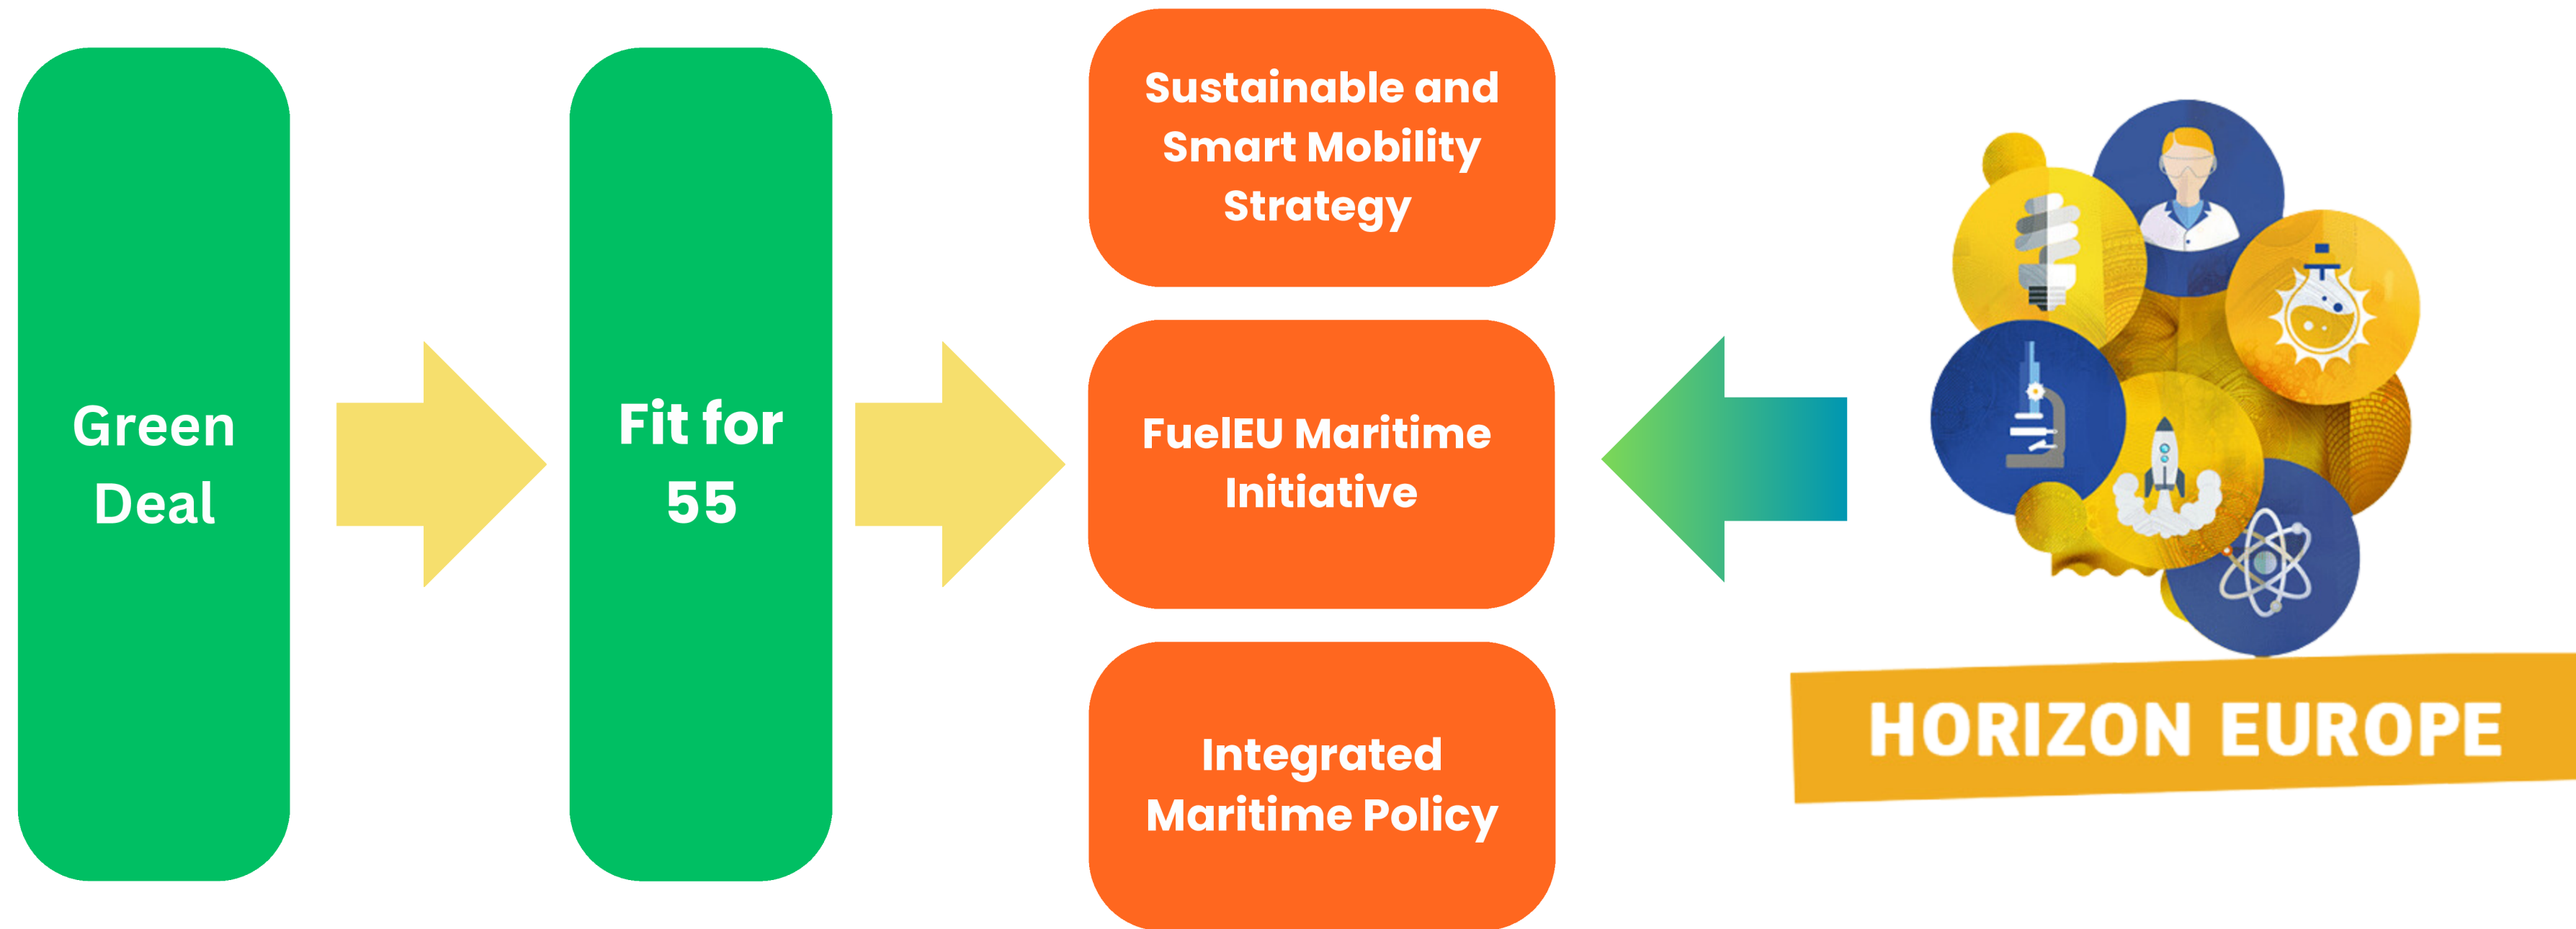 Green
Deal
Fit for
55
Sustainable and
Smart Mobility
Strategy
FuelEU Maritime
Initiative
Integrated
Maritime Policy
HORIZON EUROPE